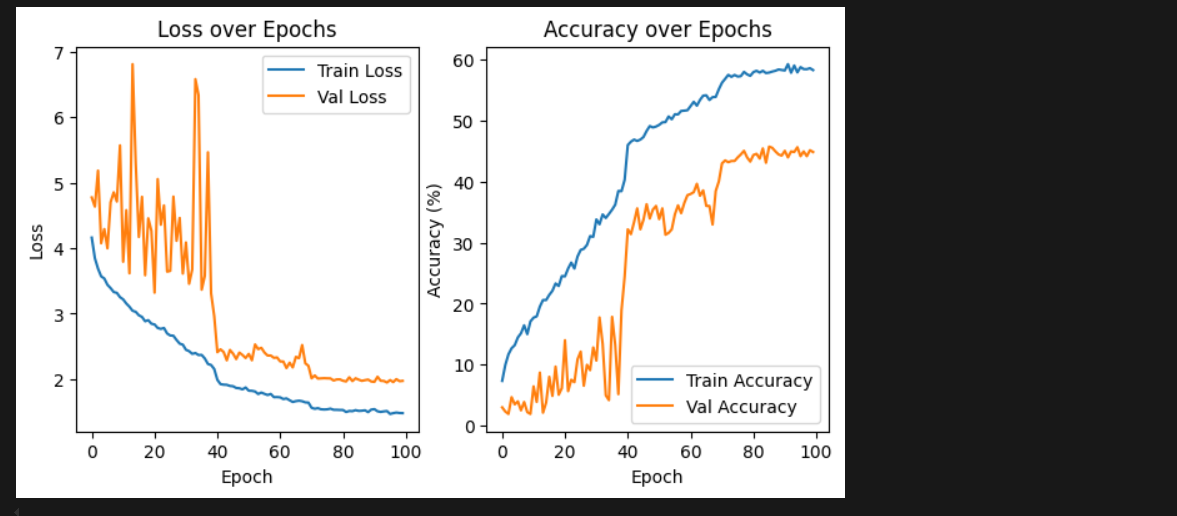 Loss over Epochs
7
6
5
4
3
2
Loss
Train Loss
Val Loss
0 20 40 60 80 100
Epoch
Accuracy over Epochs
60
50
40
30
20
10
0
Accuracy (%)
Train Accuracy
Val Accuracy
0 20 40 60 80 100
Epoch